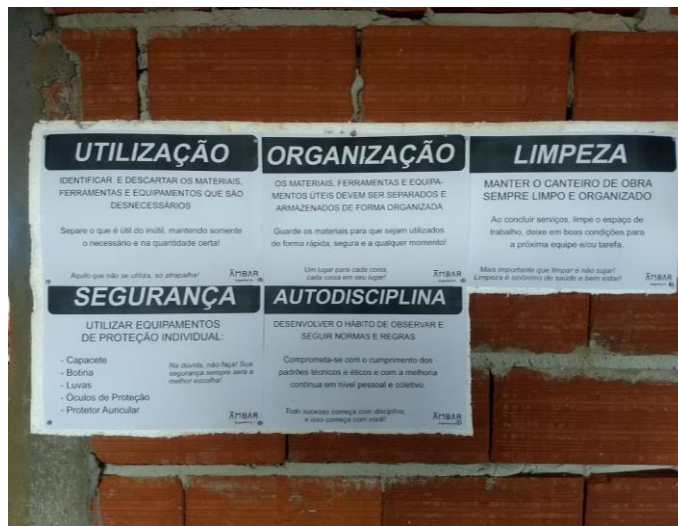 UTILIZAÇÃO
IDENTIFICAR E DESCARTAR OS MATERIAIS,
FERRAMENTAS E EQUIPAMENTOS QUE SÃO
DESNECESSÁRIOS
Separe o que é útil do inútil, mantendo somente
o necessário e na quantidade certa!
Aquilo que não se utiliza, só atrapalha!
ÂMBAR
ORGANIZAÇÃO
OS MATERIAIS, FERRAMENTAS E EQUIPA-
MENTOS ÚTEIS DEVEM SER SEPARADOS E
ARMAZENADOS DE FORMA ORGANIZADA
Guarde os materiais para que sejam utilizados
de forma rápida, segura e a qualquer momento!
Um lugar para cada coisa,
cada coisa em seu lugar!
ÂMBAR
LIMPEZA
MANTER O CANTEIRO DE OBRA
SEMPRE LIMPO E ORGANIZADO
Ao concluir serviços, limpe o espaço de
trabalho, deixe em boas condições para
a próxima equipe e/ou tarefa.
Mais importante que limpar é não sujar!
Limpeza é sinônimo de saúde e bem estar!
ÂMBAR
SEGURANÇA
UTILIZAR EQUIPAMENTOS
DE PROTEÇÃO INDIVIDUAL:
- Capacete
- Botina
- Luvas
- Óculos de Proteção
- Protetor Auricular
Na dúvida, não faça! Sua
segurança sempre será a
melhor escolha!
ÂMBAR
AUTODISCIPLINA
DESENVOLVER O HÁBITO DE OBSERVAR E
SEGUIR NORMAS E REGRAS
Comprometa-se com o cumprimento dos
padrões técnicos e éticos e com a melhoria
contínua em nível pessoal e coletivo.
Todo sucesso começa com disciplina,
e isso começa com você!
ÂMBAR